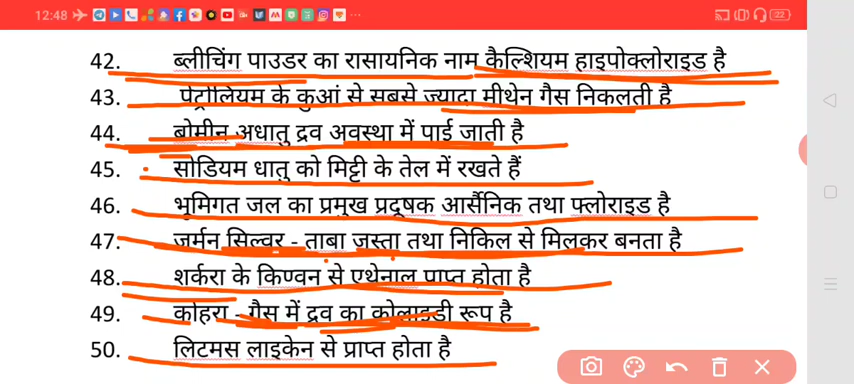 12:48
22
42. ब्लीचिंग पाउडर का रासायनिक नाम कैल्शियम हाइपोक्लोराइड है
43. पेट्रोलियम के कुआं से सबसे ज्यादा मीथेन गैस निकलती है
44. बोमीन अधातु द्रव अवस्था में पाई जाती है
45. सोडियम धातु को मिट्टी के तेल में रखते हैं
46. भूमिगत जल का प्रमुख प्रदूषक आर्सैनिक तथा फ्लोराइड है
47. जर्मन सिल्वर - ताबा जस्ता तथा निकिल से मिलकर बनता है
48. शर्करा के किण्वन से एथेनाल प्राप्त होता है
49. कोहरा - गैस में द्रव का कोलाइडी रूप है
50. लिटमस लाइकेन से प्राप्त होता है